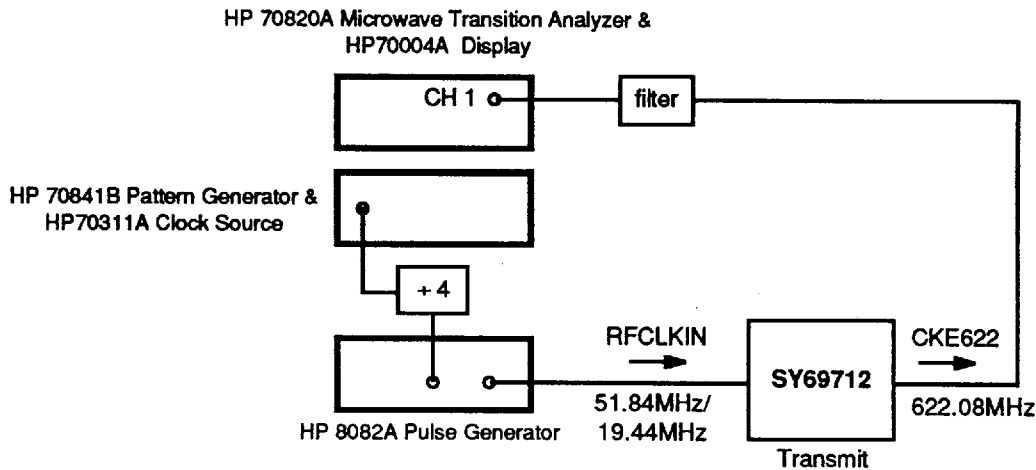 HP 70820A Microwave Transition Analyzer &
HP70004A Display
CH 1
filter
HP 70841B Pattern Generator &
HP70311A Clock Source
÷ 4
RFCLKIN
CKE622
SY69712
51.84MHz/
19.44MHz
622.08MHz
HP 8082A Pulse Generator
Transmit